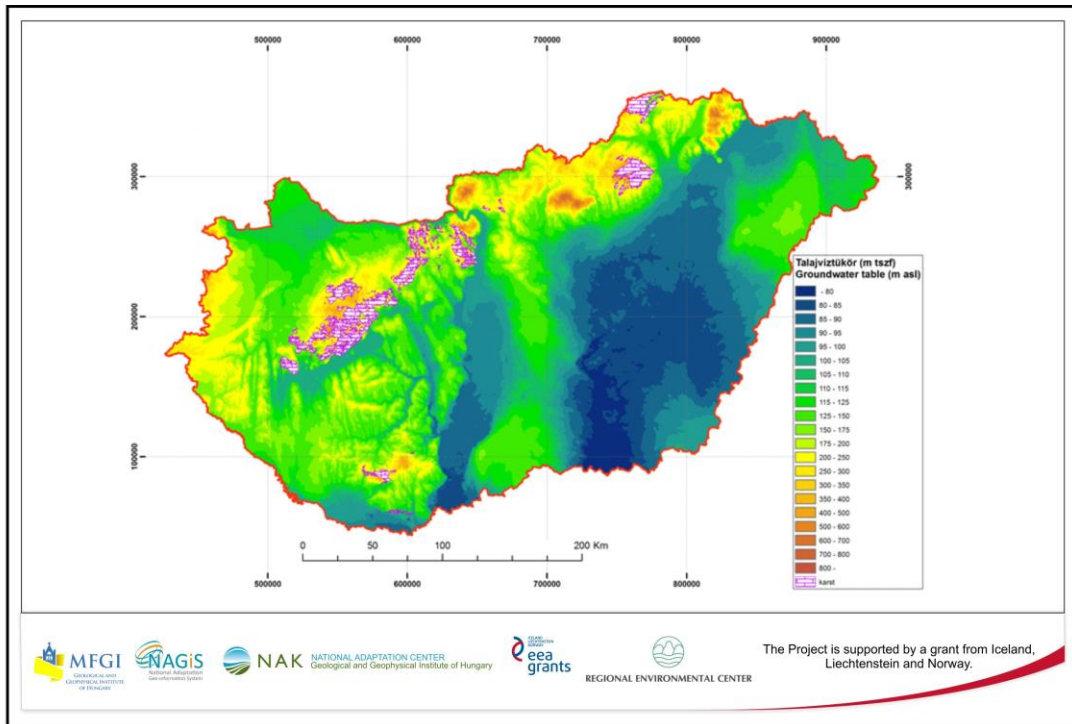 500000 600000 700000 800000 900000
300000
200000
100000
300000
Talajvíztükör (m tszf)
Groundwater table (m asl)
- 80
80 - 85
85 - 90
90 - 95
95 - 100
100 - 105
105 - 110
110 - 115
115 - 125
125 - 150
150 - 175
175 - 200
200 - 250
250 - 300
300 - 350
350 - 400
400 - 500
500 - 600
600 - 700
700 - 800
800 -
karst
0 50 100 200 Km
500000 600000 700000 800000
MFGI
GEOLOGICAL AND
GEOPHYSICAL INSTITUTE
OF HUNGARY
NAGiS
National Adaptation
Geo-information System
NAK
NATIONAL ADAPTATION CENTER
Geological and Geophysical Institute of Hungary
ICELAND
LIECHTENSTEIN
NORWAY
eea
grants
REGIONAL ENVIRONMENTAL CENTER
The Project is supported by a grant from Iceland,
Liechtenstein and Norway.